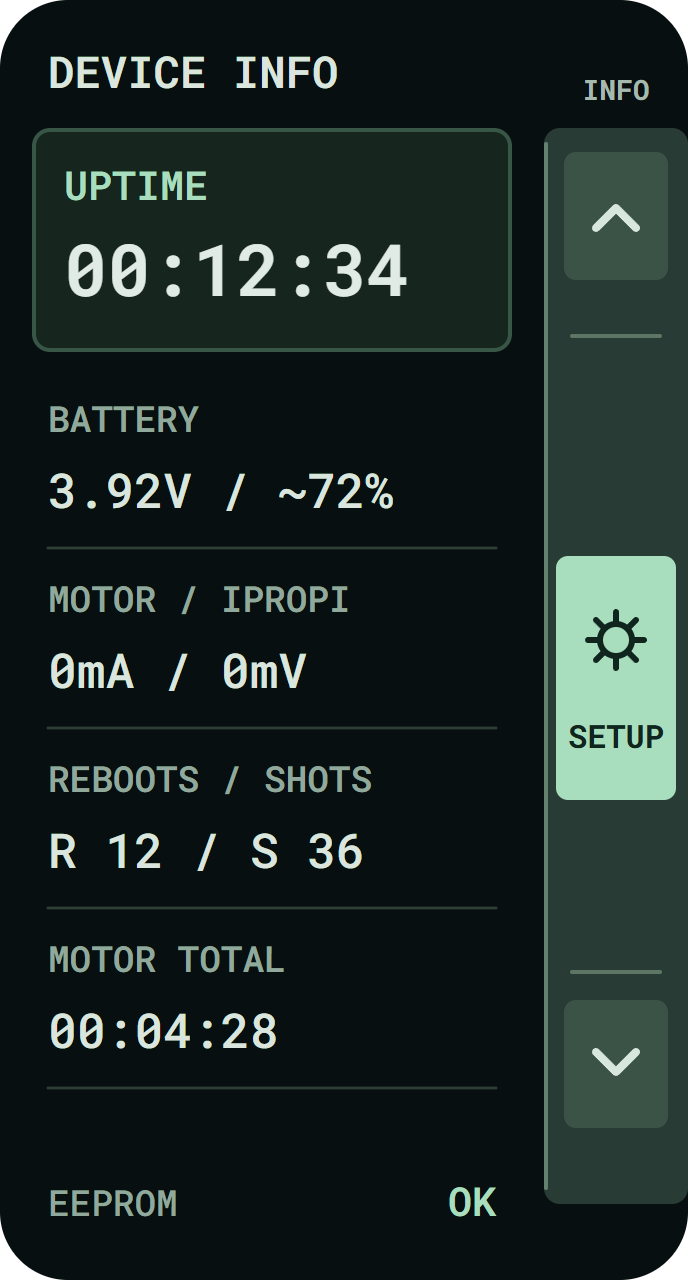 DEVICE INFO
INFO
UPTIME
00:12:34
BATTERY
3.92V / ~72%
MOTOR / IPROPI
0mA / 0mV
SETUP
REBOOTS / SHOTS
R 12 / S 36
MOTOR TOTAL
00:04:28
EEPROM OK